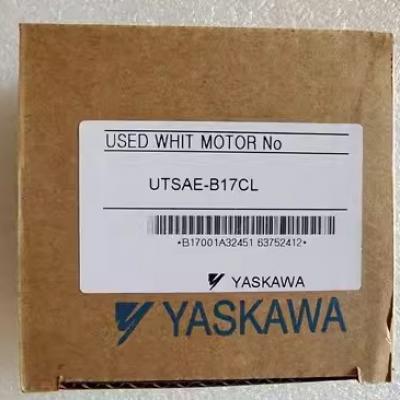 USED WHIT MOTOR No
UTSAE-B17CL
*B17001A32451 63752412*
YASKAWA
YASKAWA